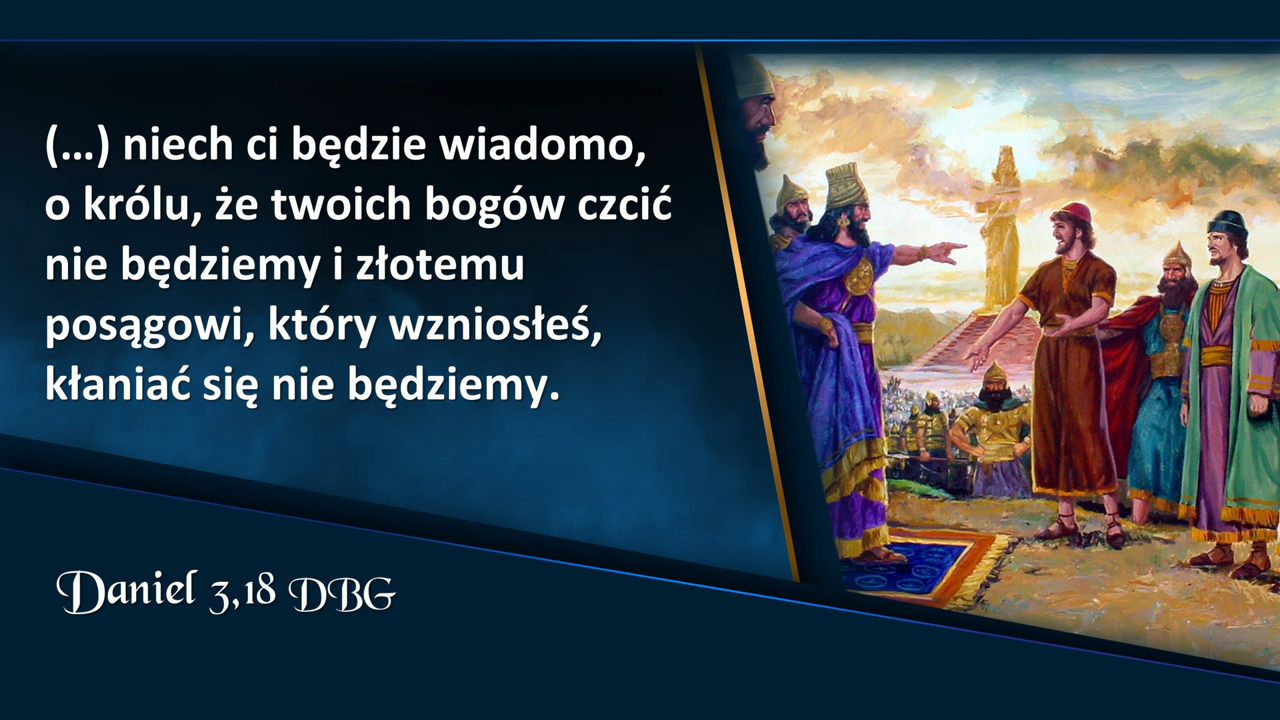 (...) niech ci będzie wiadomo,
o królu, że twoich bogów czcić
nie będziemy i złotemu
posągowi, który wzniosłeś,
kłaniać się nie będziemy.
Daniel 3,18 DBG